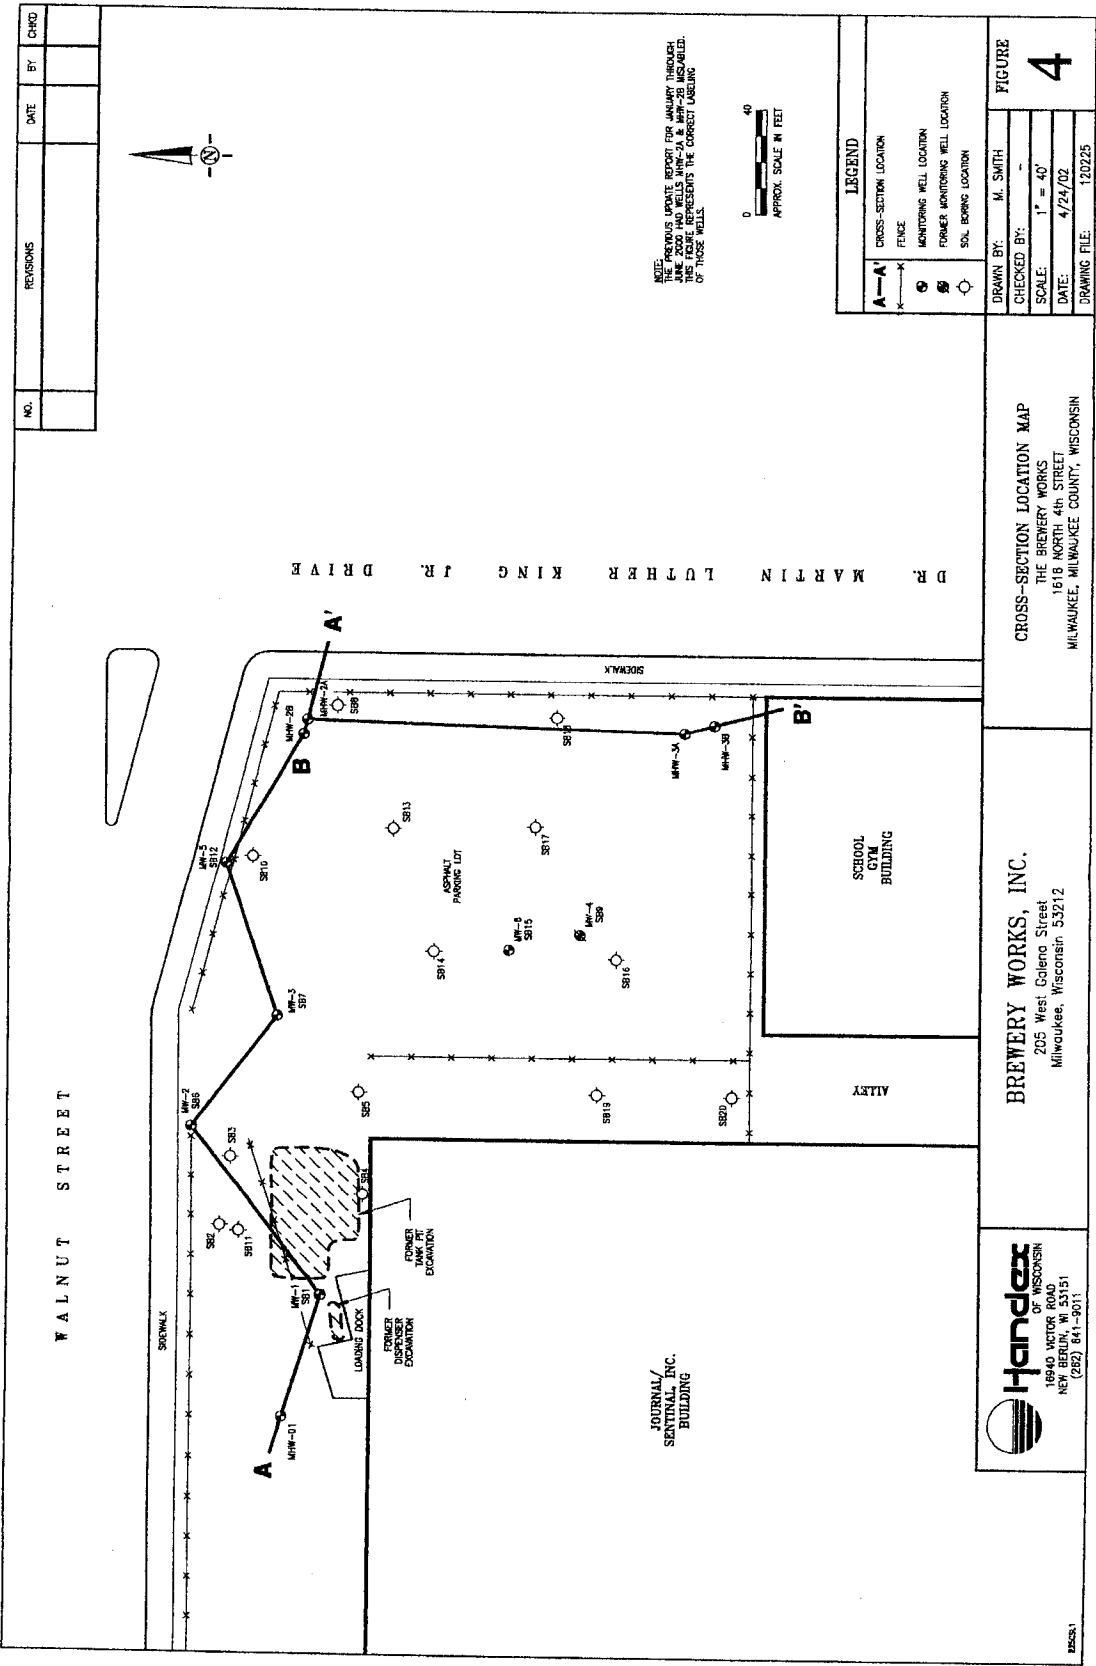 NO.
REVISIONS
DATE
BY
CHKD
N
WALNUT STREET
SIDEWALK
DR. MARTIN LUTHER KING JR. DRIVE
SIDEWALK
NOTE:
THE PREVIOUS UPDATE REPORT FOR JANUARY THROUGH
JUNE 2000 HAD WELLS MHW-2A & MHW-2B MISLABLED.
THIS FIGURE REPRESENTS THE CORRECT LABELING
OF THOSE WELLS.
0 40
APPROX. SCALE IN FEET
A
MHW-01
MW-1
SB1
SB2
SB11
SB3
MW-2
SB6
MW-3
SB7
MW-5
SB12
SB10
MHW-2B
MHW-2A
A'
B
SB8
SB13
SB14
SB5
SB4
ASPHALT
PARKING LOT
MW-6
SB15
SB17
SB18
MW-4
SB9
SB16
SB19
SB20
MHW-3A
MHW-3B
B'
LOADING DOCK
FORMER
DISPENSER
EXCAVATION
FORMER
TANK PIT
EXCAVATION
JOURNAL/
SENTINAL, INC.
BUILDING
ALLEY
SCHOOL
GYM
BUILDING
LEGEND
A—A' CROSS-SECTION LOCATION
FENCE
MONITORING WELL LOCATION
FORMER MONITORING WELL LOCATION
SOIL BORING LOCATION
Handex
OF WISCONSIN
16940 VICTOR ROAD
NEW BERLIN, WI 53151
(262) 641-9011
BREWERY WORKS, INC.
205 West Galena Street
Milwaukee, Wisconsin 53212
CROSS-SECTION LOCATION MAP
THE BREWERY WORKS
1618 NORTH 4th STREET
MILWAUKEE, MILWAUKEE COUNTY, WISCONSIN
DRAWN BY: M. SMITH
CHECKED BY: -
SCALE: 1" = 40'
DATE: 4/24/02
DRAWING FILE: 120225
FIGURE
4